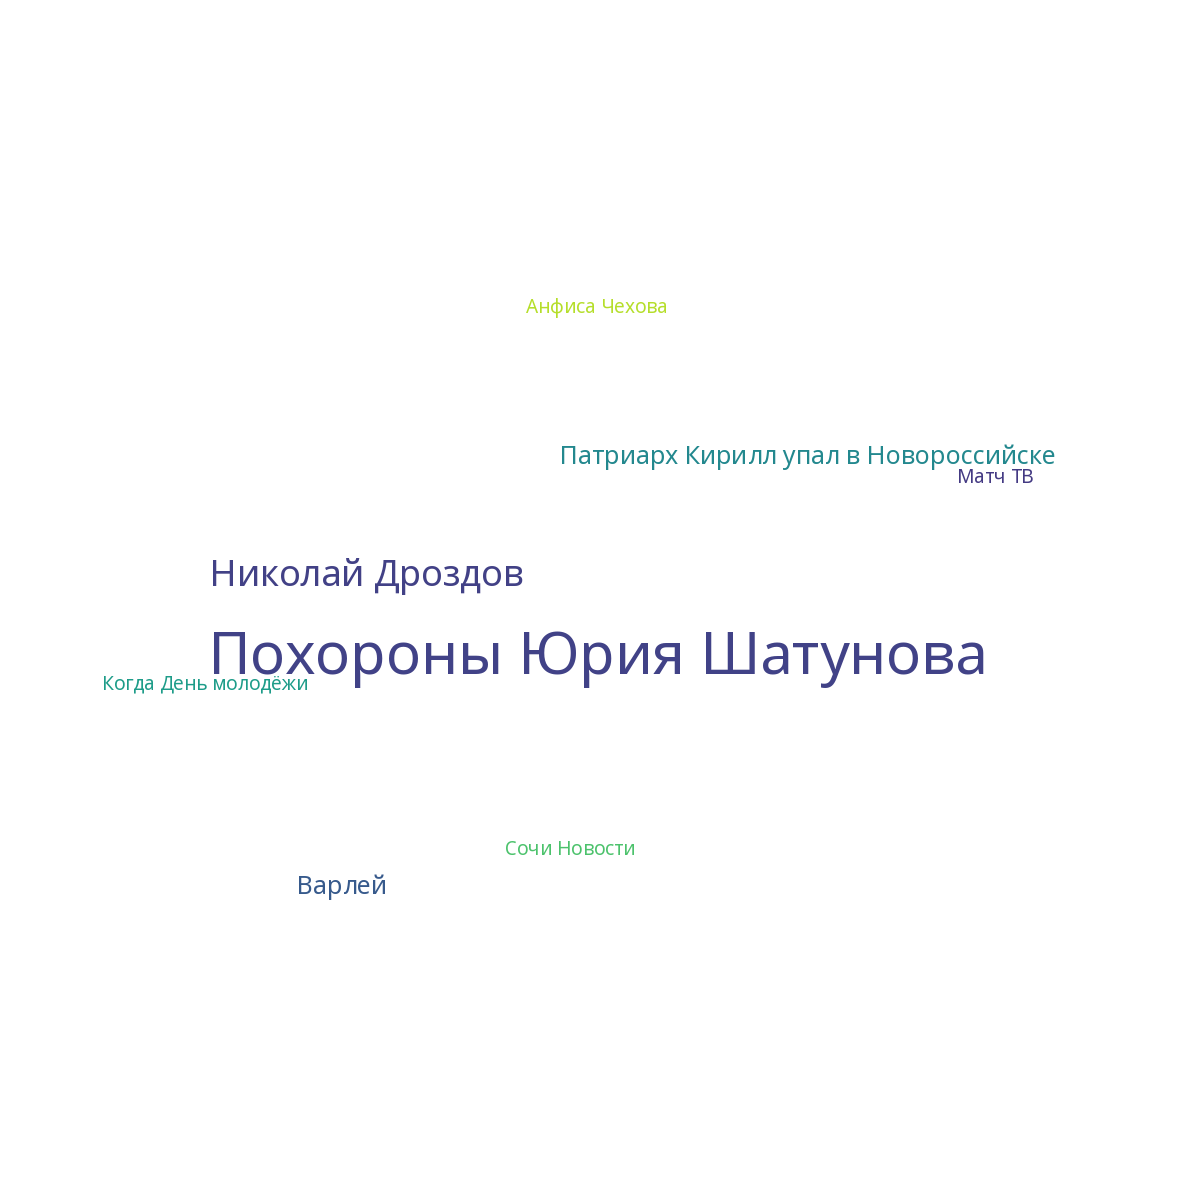 Анфиса Чехова
Патриарх Кирилл упал в Новороссийске
Матч ТВ
Николай Дроздов
Похороны Юрия Шатунова
Когда День молодёжи
Сочи Новости
Варлей